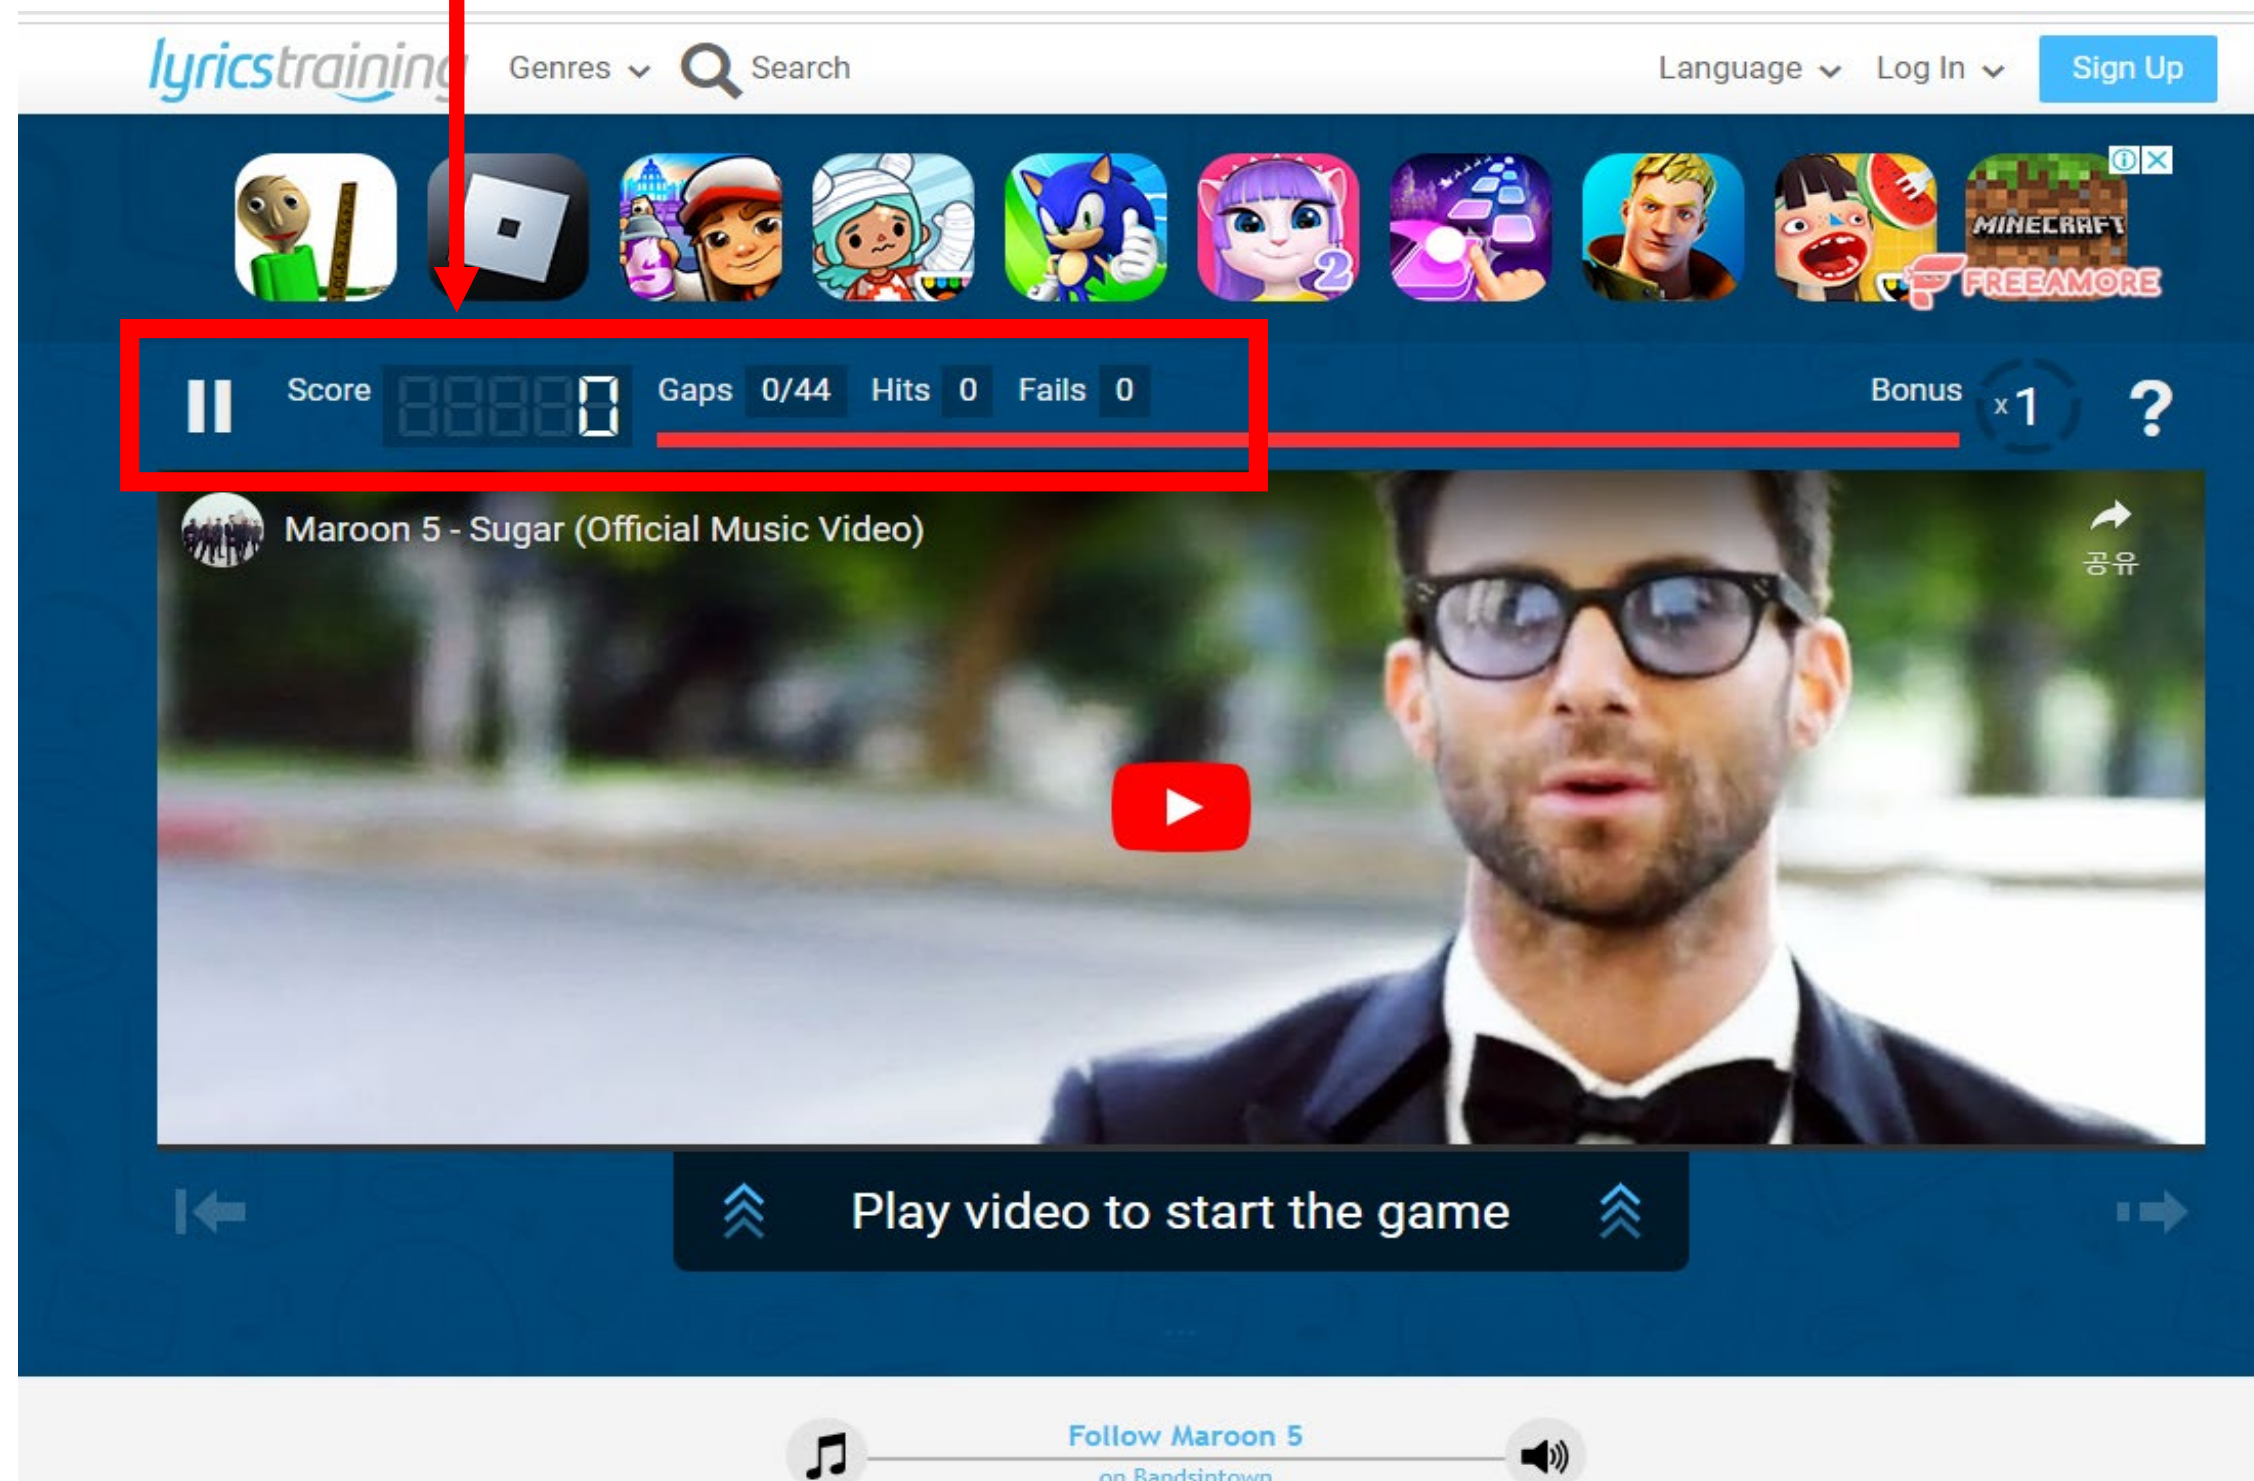 lyricstraining Genres Search Language Log In Sign Up
2
MINECRAFT
FREEAMORE
Score 0 Gaps 0/44 Hits 0 Fails 0 Bonus x1 ?
Maroon 5 - Sugar (Official Music Video)
공유
Play video to start the game
...
Follow Maroon 5
on Bandsintown